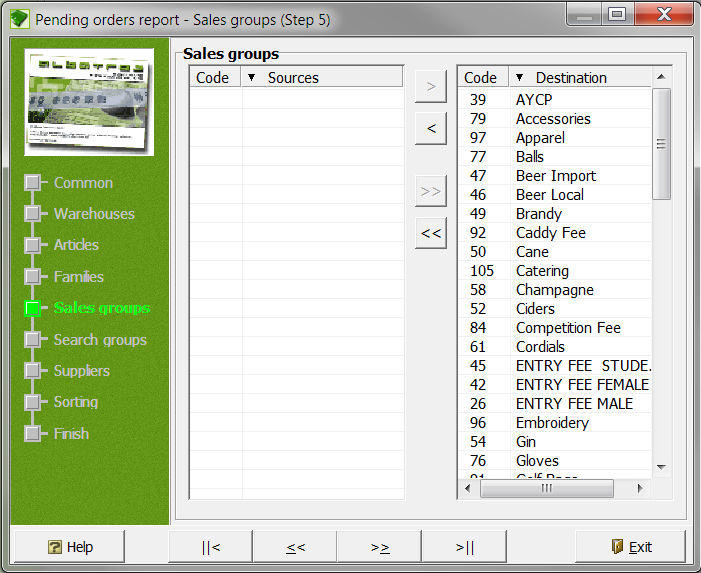 Pending orders report - Sales groups (Step 5)
ALBATROS
Common
Warehouses
Articles
Families
Sales groups
Search groups
Suppliers
Sorting
Finish
Sales groups
Code ▼ Sources
>
<
>>
<<
Code ▼ Destination
39 AYCP
79 Accessories
97 Apparel
77 Balls
47 Beer Import
46 Beer Local
49 Brandy
92 Caddy Fee
50 Cane
105 Catering
58 Champagne
52 Ciders
84 Competition Fee
61 Cordials
45 ENTRY FEE STUDE.
42 ENTRY FEE FEMALE
26 ENTRY FEE MALE
96 Embroidery
54 Gin
76 Gloves
91 Golf Bags
Help
||<
<<
>>
>||
Exit